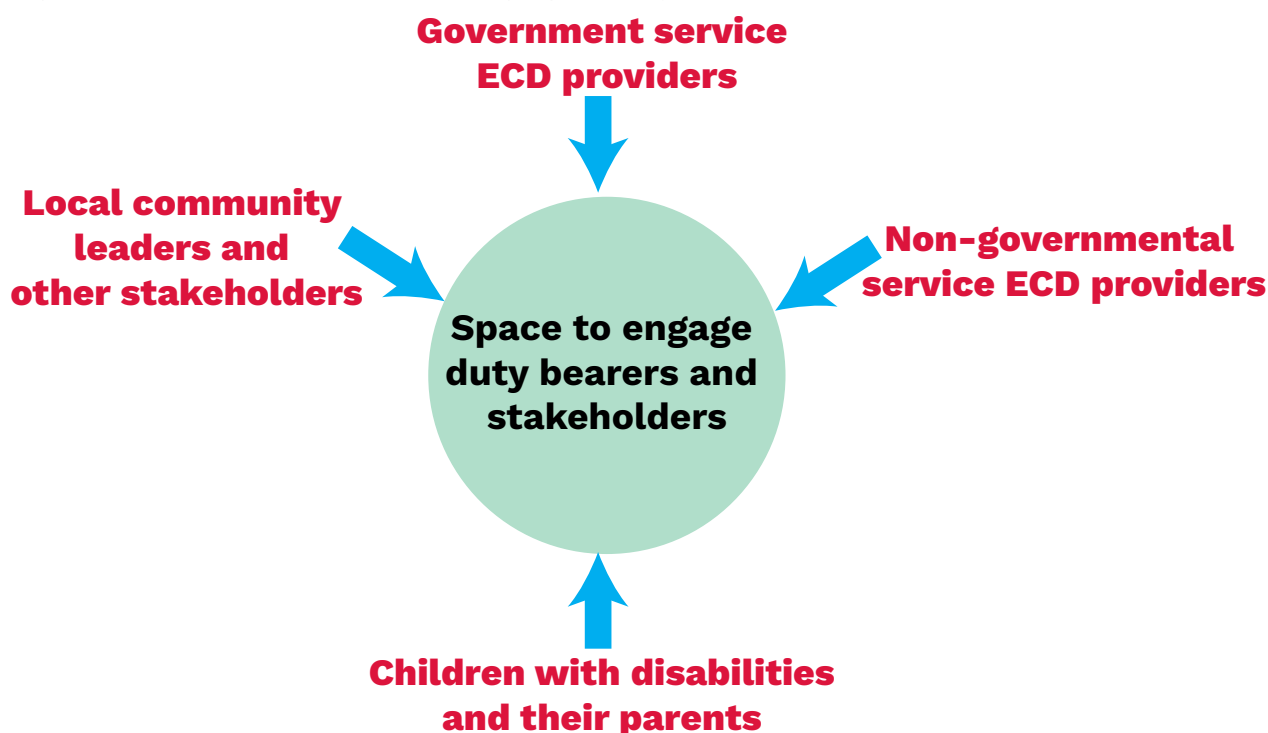 Government service
ECD providers
Local community
leaders and
other stakeholders
Non-governmental
service ECD providers
Space to engage
duty bearers and
stakeholders
Children with disabilities
and their parents